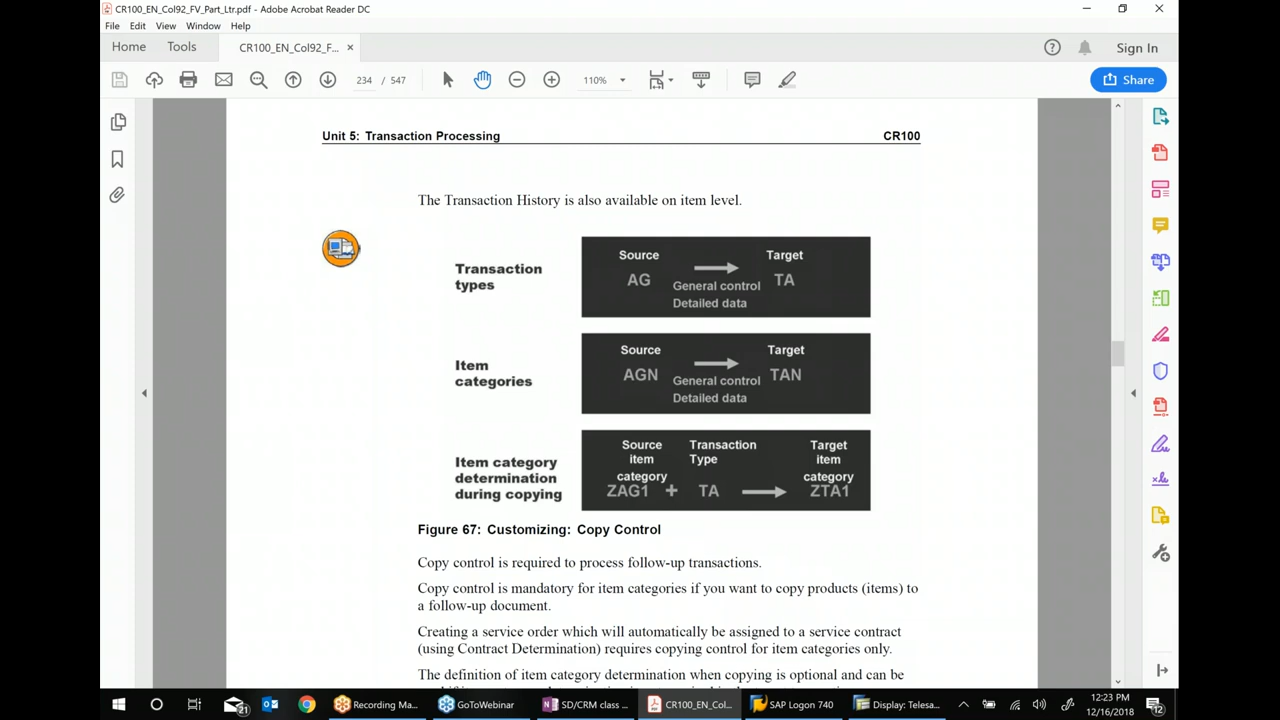 CR100_EN_Col92_FV_Part_Ltr.pdf - Adobe Acrobat Reader DC
File Edit View Window Help
Home Tools CR100_EN_Col92_F... × Sign In
234 / 547 110% Share
Unit 5: Transaction Processing CR100
The Transaction History is also available on item level.
Transaction types
Source Target
AG TA
General control
Detailed data
Item categories
Source Target
AGN TAN
General control
Detailed data
Item category determination during copying
Source item category Transaction Type Target item category
ZAG1 + TA ZTA1
Figure 67: Customizing: Copy Control
Copy control is required to process follow-up transactions.
Copy control is mandatory for item categories if you want to copy products (items) to
a follow-up document.
Creating a service order which will automatically be assigned to a service contract
(using Contract Determination) requires copying control for item categories only.
The definition of item category determination when copying is optional and can be
21 Recording Ma... GoToWebinar SD/CRM class ... CR100_EN_Col... SAP Logon 740 Display: Telesa... 12:23 PM
12/16/2018 12